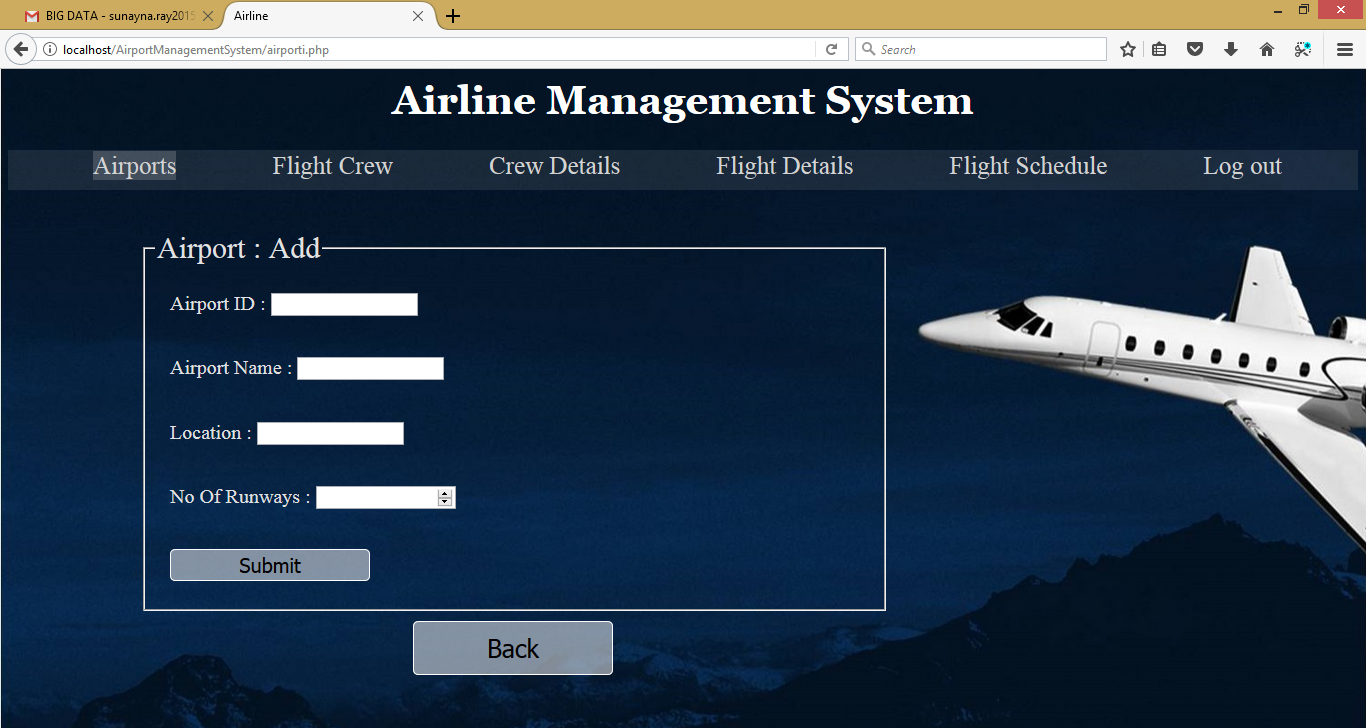 BIG DATA - sunayna.ray2015
Airline
localhost/AirportManagementSystem/airporti.php
Search
Airline Management System
Airports Flight Crew Crew Details Flight Details Flight Schedule Log out
Airport : Add
Airport ID :
Airport Name :
Location :
No Of Runways :
Submit
Back